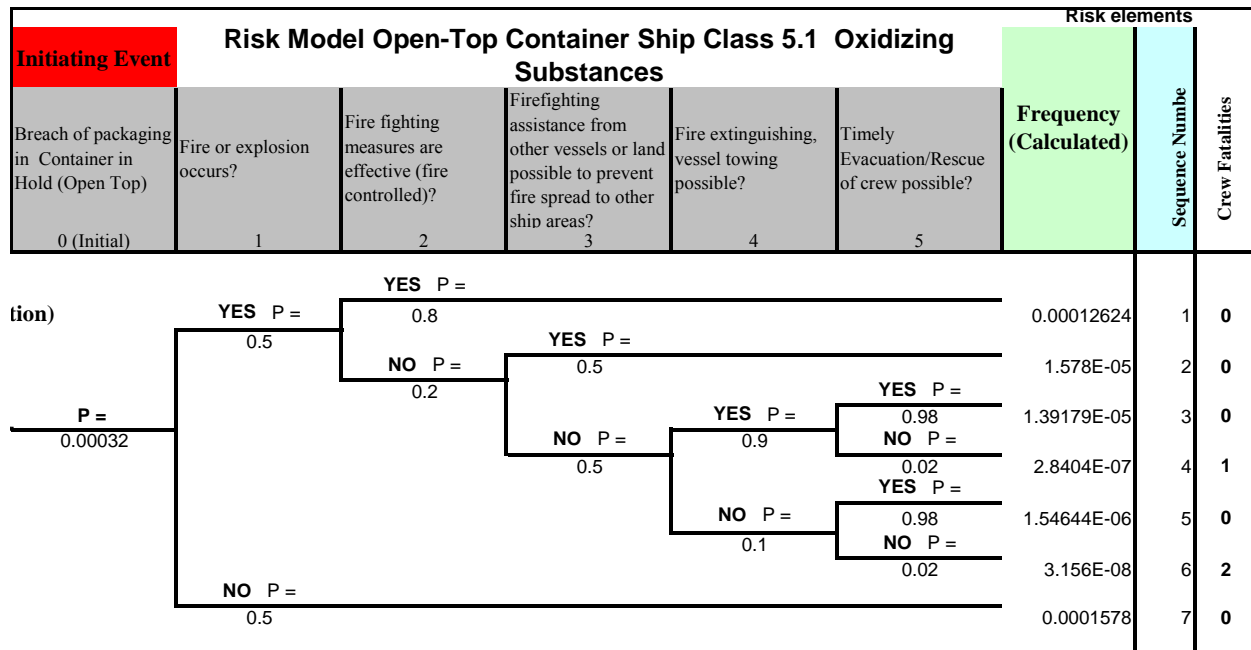 Risk elements
Initiating Event
Risk Model Open-Top Container Ship Class 5.1 Oxidizing
Substances
Frequency
(Calculated)
Sequence Numbe
Crew Fatalities
Breach of packaging
in Container in
Hold (Open Top)
0 (Initial)
Fire or explosion
occurs?
1
Fire fighting
measures are
effective (fire
controlled)?
2
Firefighting
assistance from
other vessels or land
possible to prevent
fire spread to other
ship areas?
3
Fire extinguishing,
vessel towing
possible?
4
Timely
Evacuation/Rescue
of crew possible?
5
YES P =
0.8
0.00012624 1 0
tion)
YES P =
0.5
YES P =
0.5
1.578E-05 2 0
NO P =
0.2
YES P =
0.98
1.39179E-05 3 0
P =
0.00032
YES P =
0.9
NO P =
0.5
NO P =
0.02
2.8404E-07 4 1
YES P =
0.98
1.54644E-06 5 0
NO P =
0.1
NO P =
0.02
3.156E-08 6 2
NO P =
0.5
0.0001578 7 0